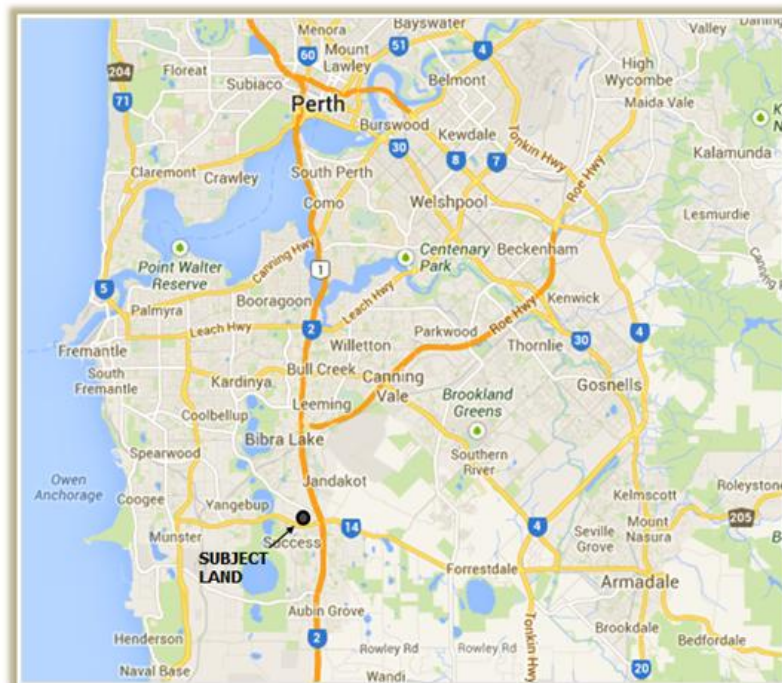 Menora
Bayswater
Valley
Darling
60
Mount
Lawley
51
4
High
Wycombe
204
Floreat
Subiaco
Belmont
71
Perth
Maida Vale
Burswood
Kewdale
Tonkin Hwy
Roe Hwy
30
8
7
Kalamunda
Claremont
Crawley
South Perth
Como
Welshpool
Lesmurdie
Canning
Centenary
Park
Beckenham
Point Walter
Reserve
Canning Hwy
5
1
Booragoon
Leach Hwy
Roe Hwy
Kenwick
Palmyra
Leach Hwy
2
Parkwood
4
Fremantle
Willetton
Thornlie
30
South
Fremantle
Kardinya
Bull Creek
Canning
Vale
Gosnells
Coolbellup
Leeming
Brookland
Greens
Bibra Lake
Spearwood
Southern
River
Owen
Anchorage
Jandakot
Roleystone
Coogee
Yangebup
Kelmscott
205
Munster
14
4
Seville
Grove
Mount
Nasura
Success
SUBJECT
LAND
Forrestdale
Armadale
Aubin Grove
Tonkin Hwy
Brookdale
Henderson
2
Rowley Rd
Rowley Rd
Bedfordale
Naval Base
Wandi
20